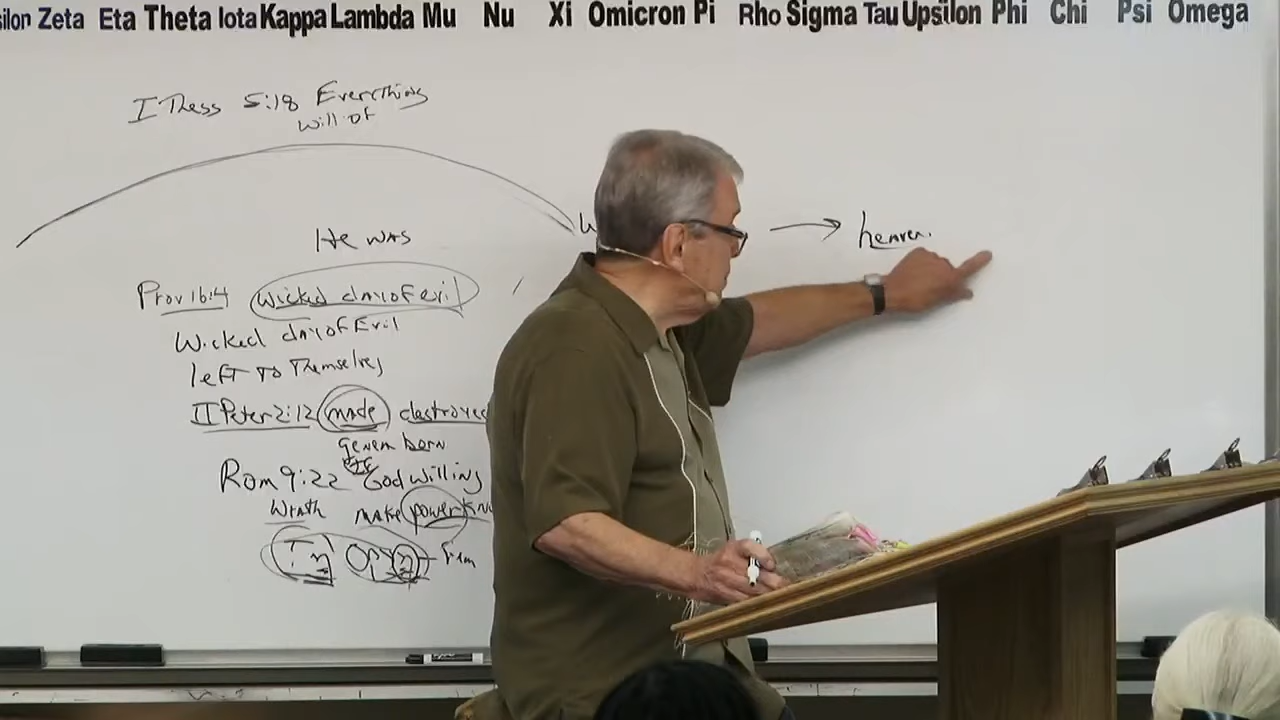 silon Zeta Eta Theta Iota Kappa Lambda Mu Nu Xi Omicron Pi Rho Sigma Tau Upsilon Phi Chi Psi Omega
I Thess 5:18 Everything
will of
He was
W → heaven.
Prov 16:4 Wicked day of evil
Wicked day of Evil
left to themselves
II Peter 2:12 made destroyed
born
Rom 9:22 God willing
Wrath make power kno